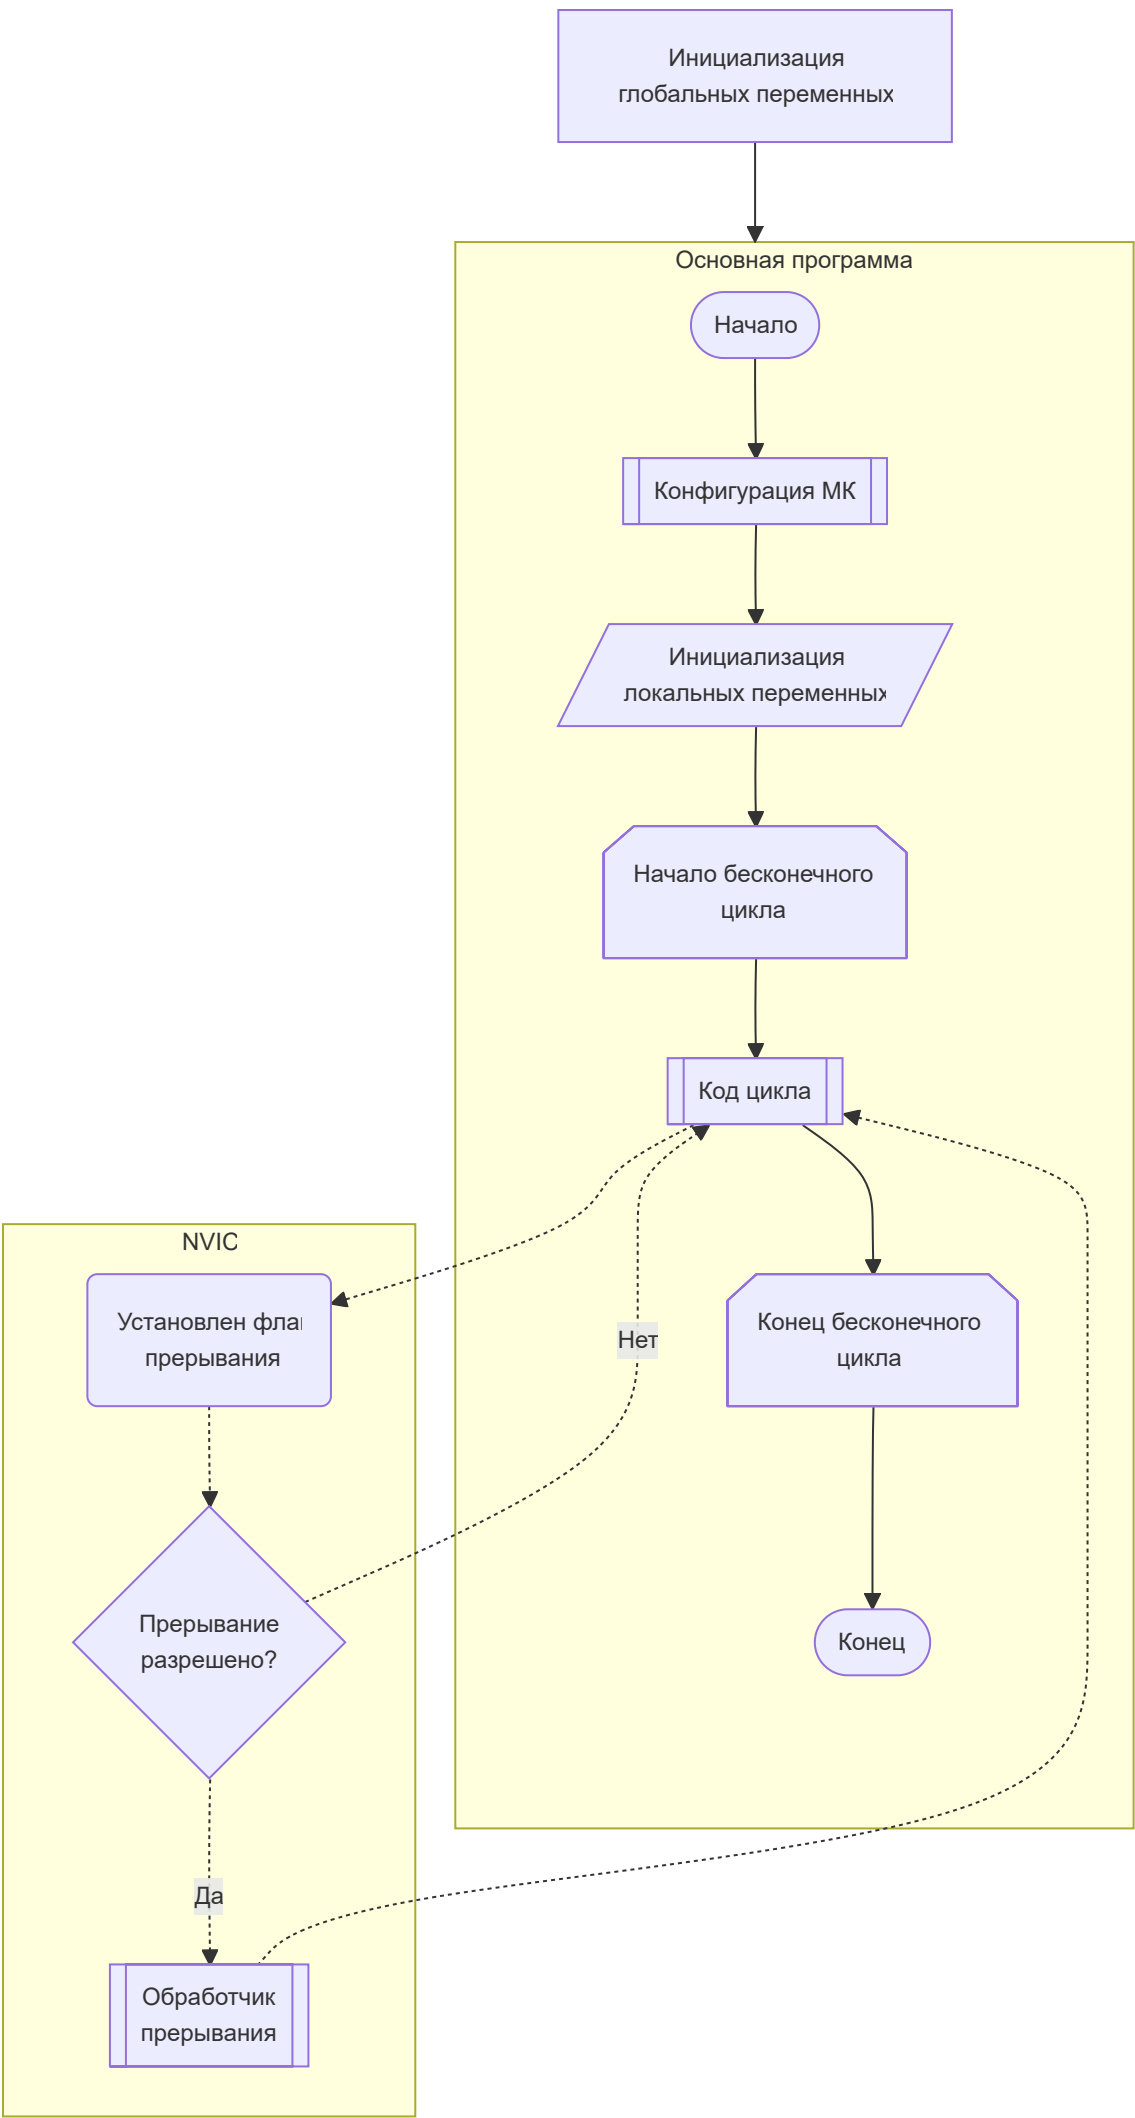 Инициализация
глобальных переменных
Основная программа
Начало
Конфигурация МК
Инициализация
локальных переменных
Начало бесконечного
цикла
Код цикла
NVIC
Установлен флаг
прерывания
Нет
Конец бесконечного
цикла
Прерывание
разрешено?
Конец
Да
Обработчик
прерывания